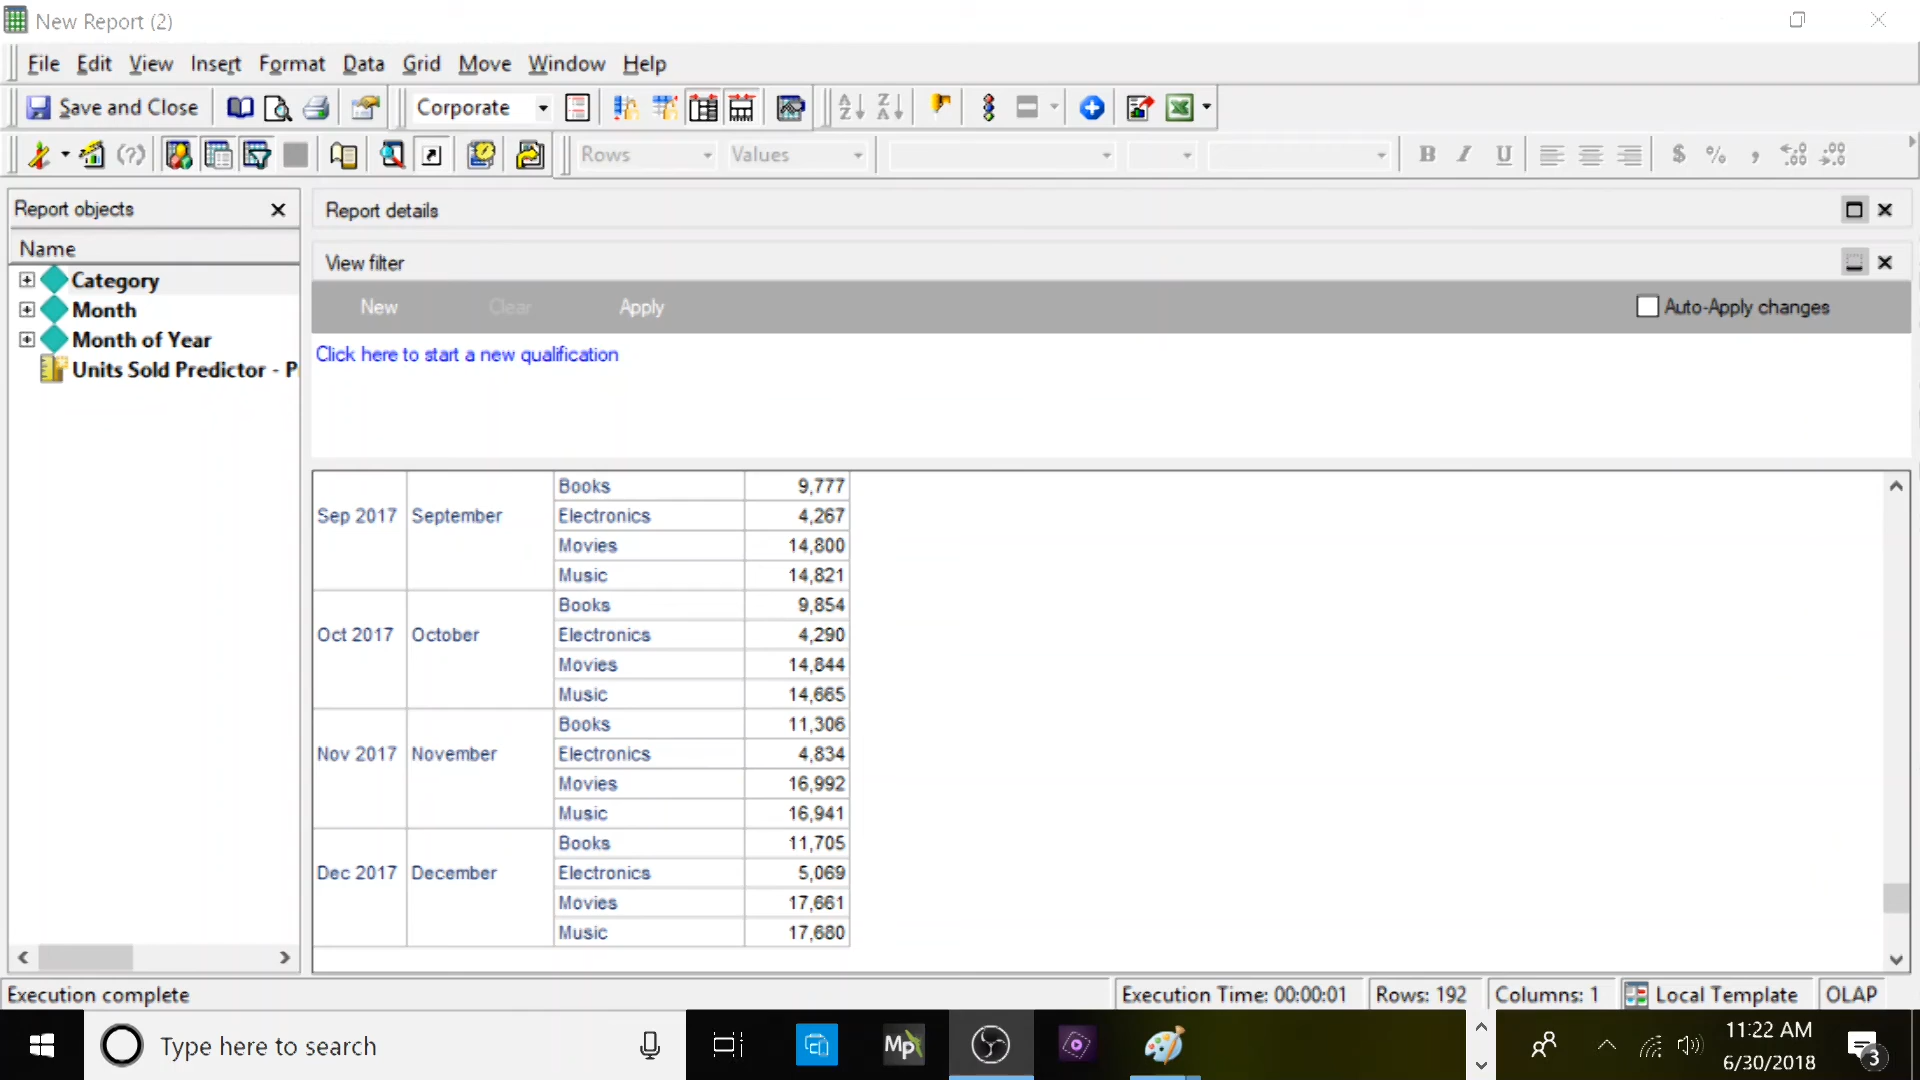 New Report (2)
File Edit View Insert Format Data Grid Move Window Help
Save and Close Corporate
Rows Values B I U $ % ,
Report objects
Report details
Name
View filter
Category
New Clear Apply Auto-Apply changes
Month
Month of Year
Click here to start a new qualification
Units Sold Predictor - P
Books 9,777
Sep 2017 September Electronics 4,267
Movies 14,800
Music 14,821
Books 9,854
Oct 2017 October Electronics 4,290
Movies 14,844
Music 14,665
Books 11,306
Nov 2017 November Electronics 4,834
Movies 16,992
Music 16,941
Books 11,705
Dec 2017 December Electronics 5,069
Movies 17,661
Music 17,680
Execution complete Execution Time: 00:00:01 Rows: 192 Columns: 1 Local Template OLAP
Type here to search Mp 11:22 AM
6/30/2018 3